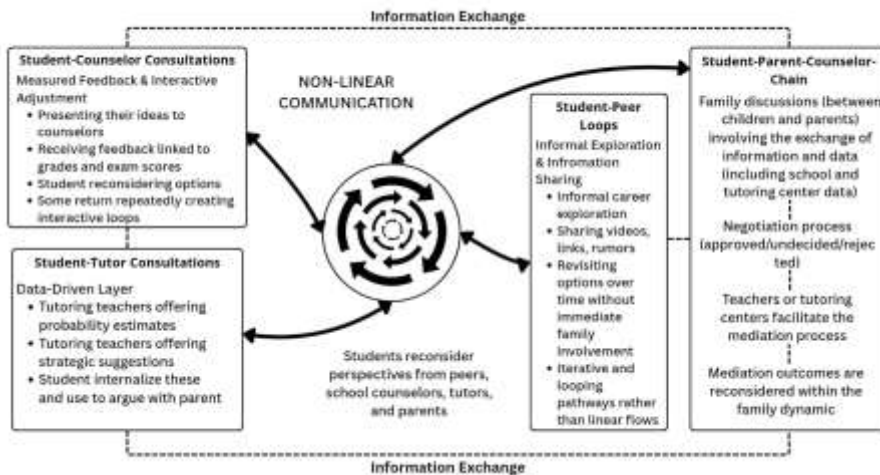 Information Exchange
Student-Counselor Consultations
Measured Feedback & Interactive
Adjustment
• Presenting their ideas to
counselors
• Receiving feedback linked to
grades and exam scores
• Student reconsidering options
• Some return repeatedly creating
interactive loops
Student-Tutor Consultations
Data-Driven Layer
• Tutoring teachers offering
probability estimates
• Tutoring teachers offering
strategic suggestions
• Student internalize these
and use to argue with parent
NON-LINEAR
COMMUNICATION
Students reconsider
perspectives from peers,
school counselors, tutors,
and parents
Student-Peer
Loops
Informal Exploration
& Infromation
Sharing
• Informal career
exploration
• Sharing videos,
links, rumors
• Revisiting
options over
time without
immediate
family
involvement
• Iterative and
looping
pathways rather
than linear flows
Student-Parent-Counselor-
Chain
Family discussions (between
children and parents)
involving the exchange of
information and data
(including school and
tutoring center data)
Negotiation process
(approved/undecided/rejec
ted)
Teachers or tutoring
centers facilitate the
mediation process
Mediation outcomes are
reconsidered within the
family dynamic
Information Exchange